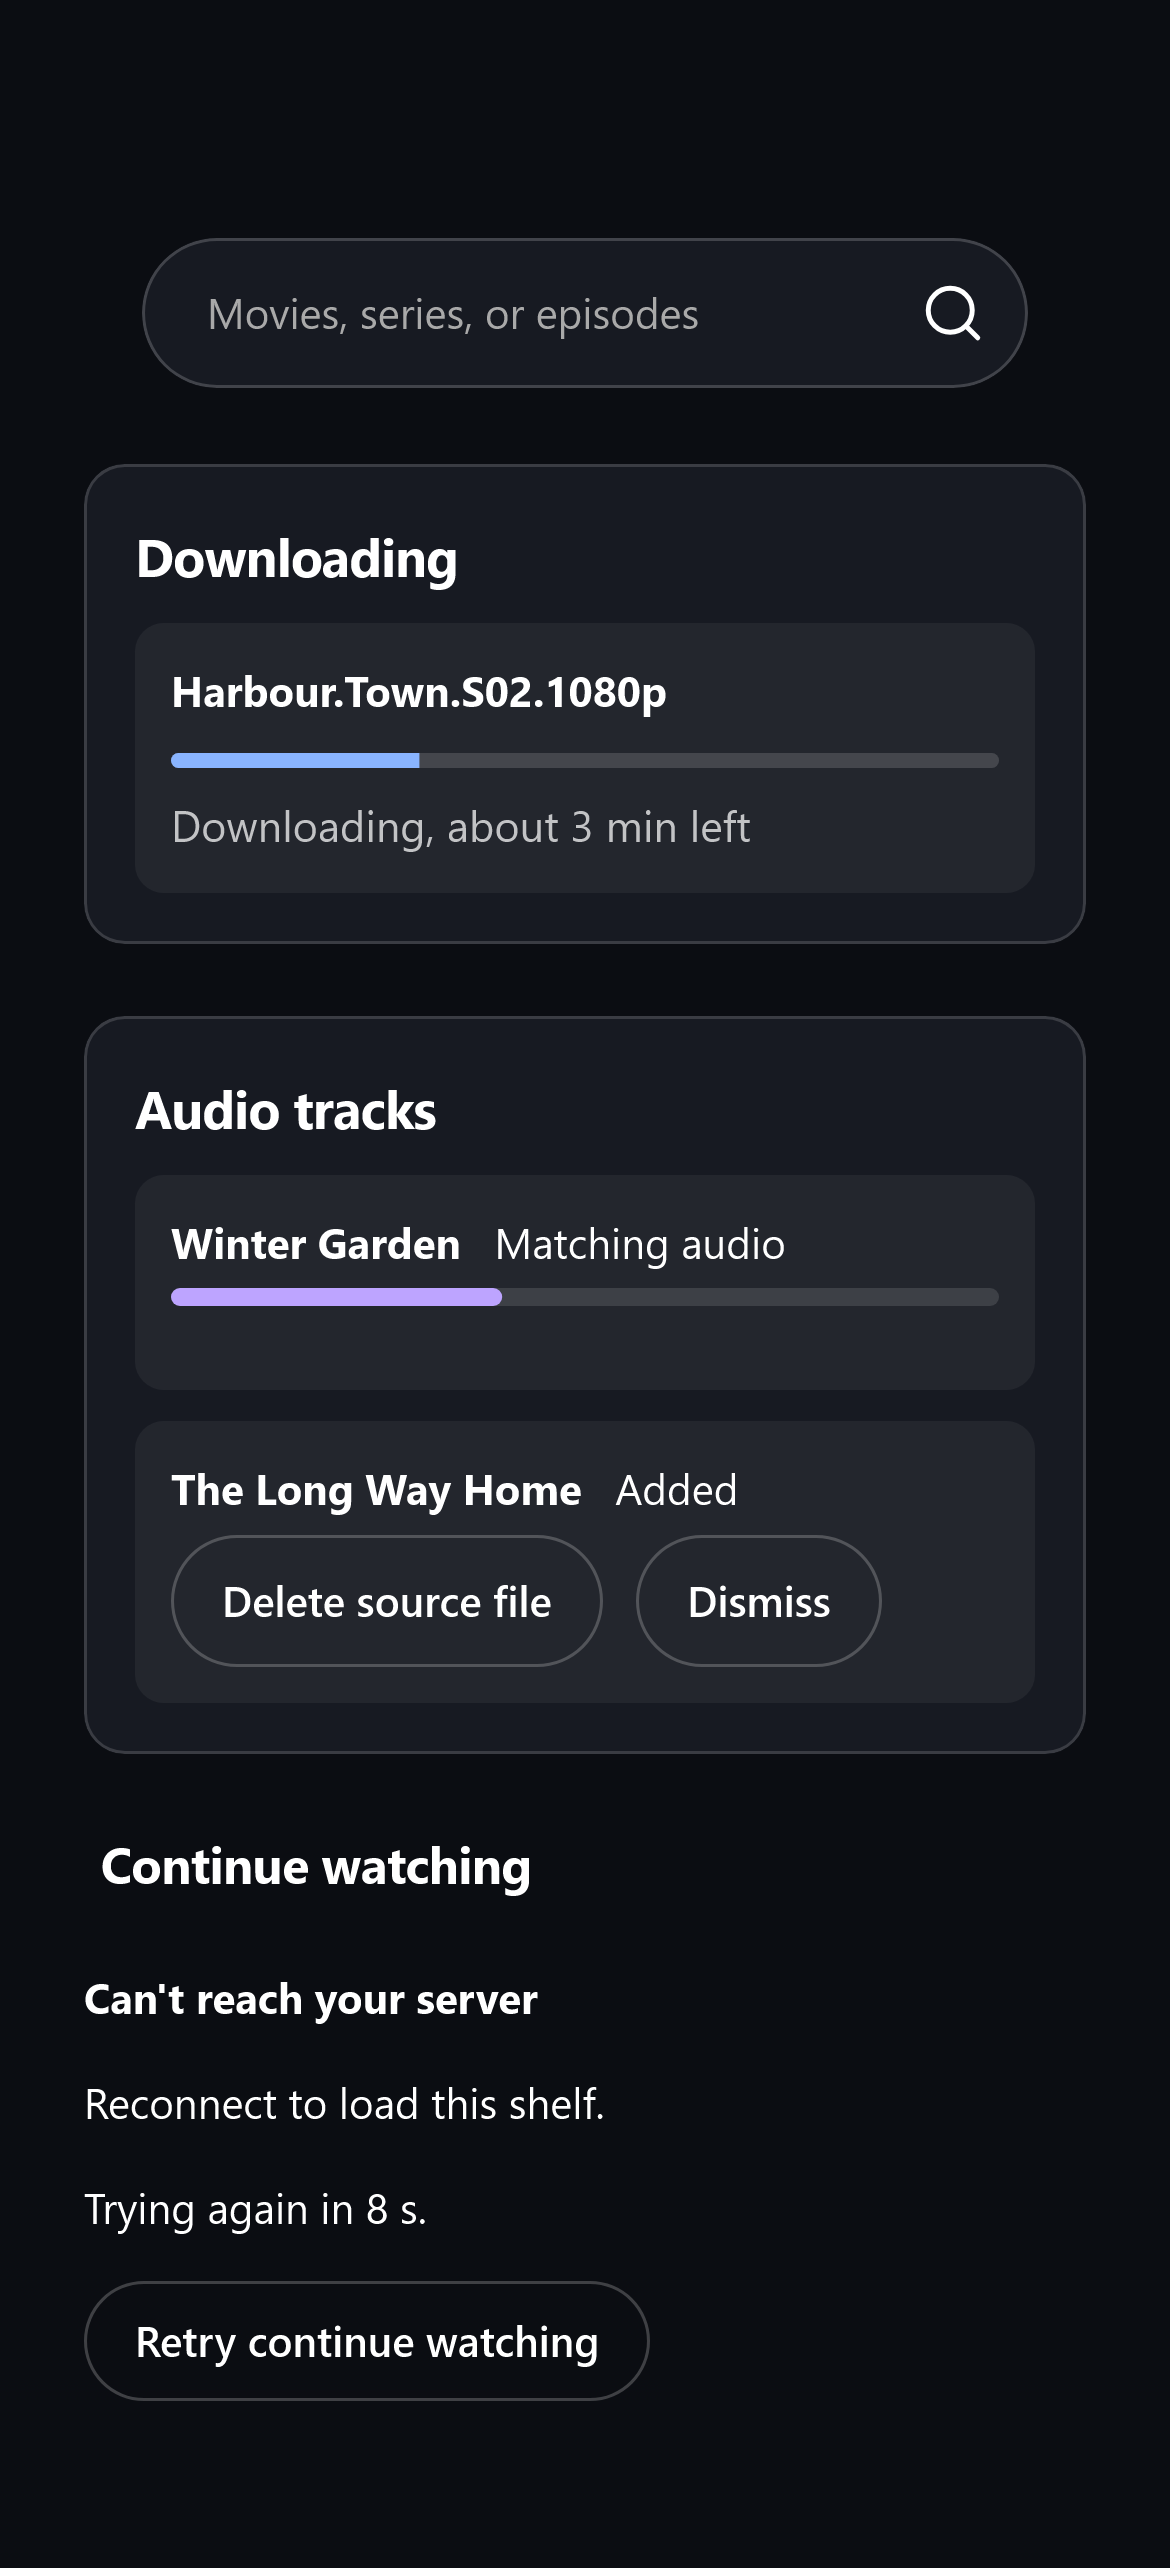 Movies, series, or episodes
Downloading
Harbour.Town.S02.1080p
Downloading, about 3 min left
Audio tracks
Winter Garden Matching audio
The Long Way Home Added
Delete source file Dismiss
Continue watching
Can't reach your server
Reconnect to load this shelf.
Trying again in 8 s.
Retry continue watching